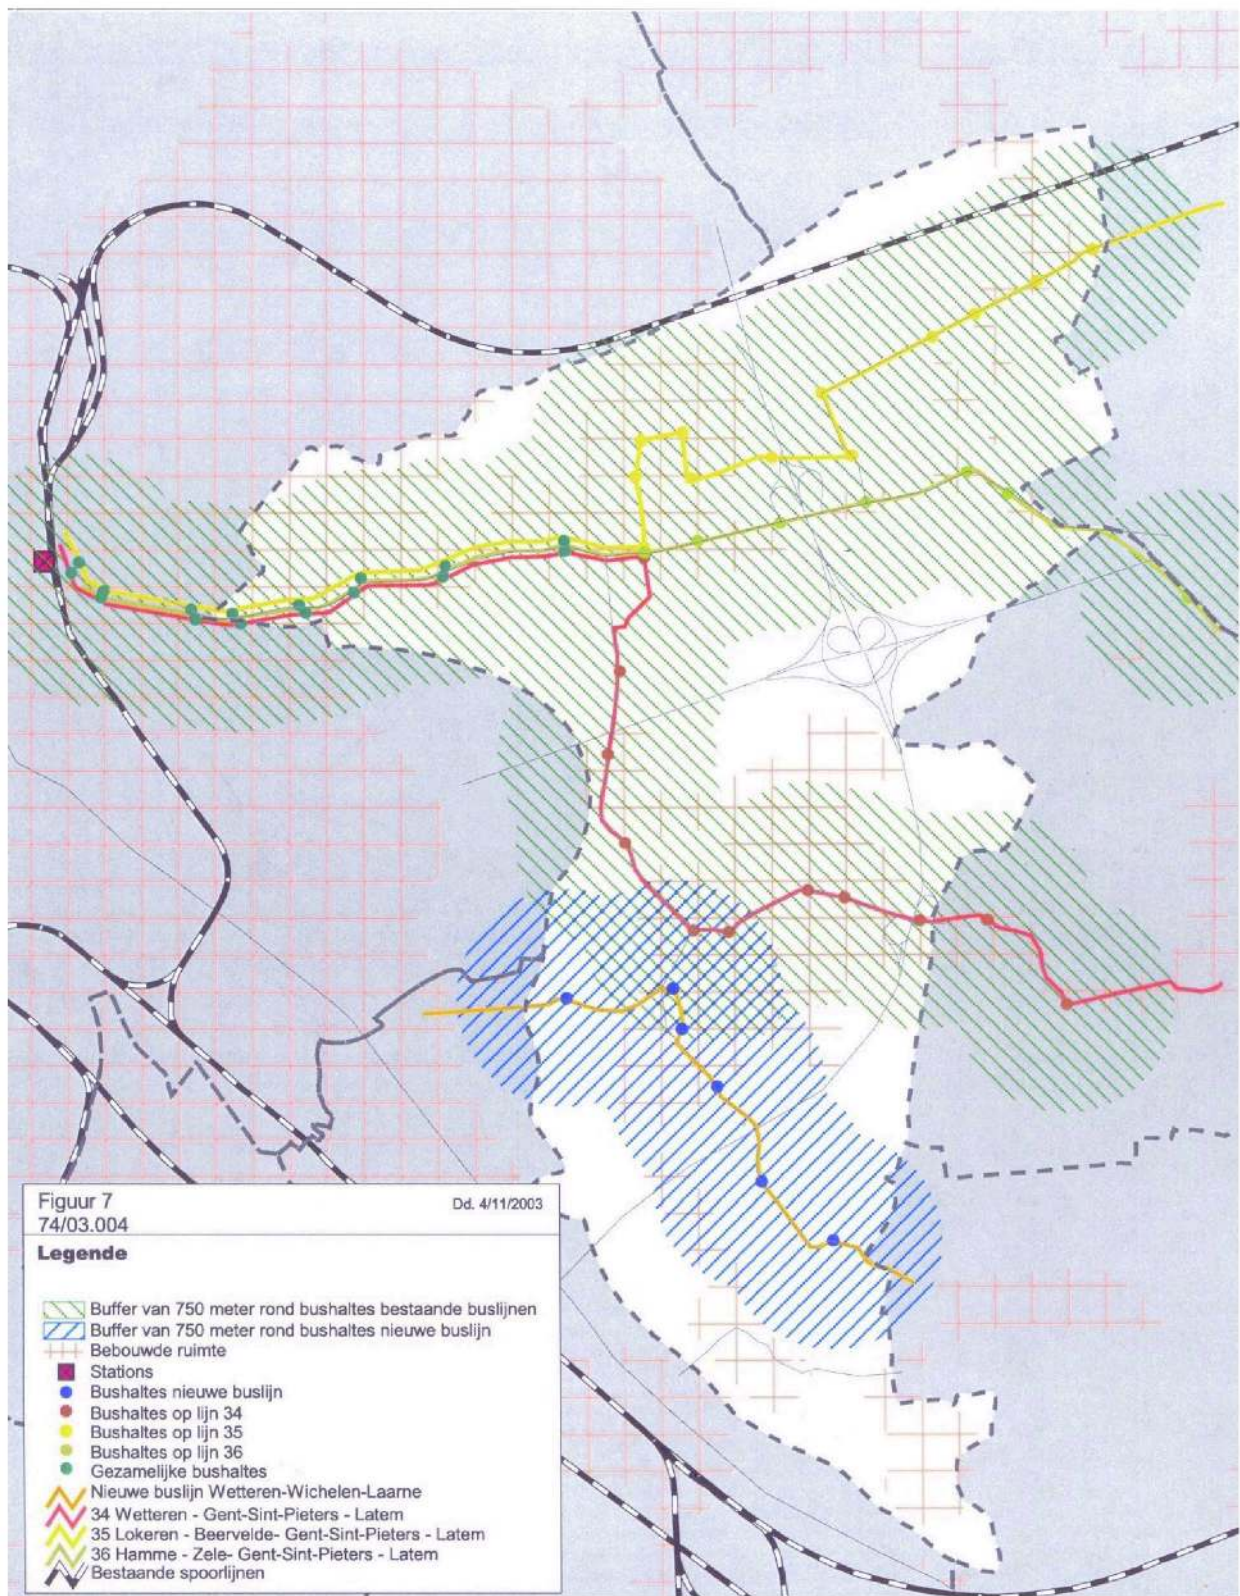 Figuur 7
Dd. 4/11/2003
74/03.004
Legende
Buffer van 750 meter rond bushaltes bestaande buslijnen
Buffer van 750 meter rond bushaltes nieuwe buslijn
Bebouwde ruimte
Stations
Bushaltes nieuwe buslijn
Bushaltes op lijn 34
Bushaltes op lijn 35
Bushaltes op lijn 36
Gezamelijke bushaltes
Nieuwe buslijn Wetteren-Wichelen-Laarne
34 Wetteren - Gent-Sint-Pieters - Latem
35 Lokeren - Beervelde- Gent-Sint-Pieters - Latem
36 Hamme - Zele- Gent-Sint-Pieters - Latem
Bestaande spoorlijnen